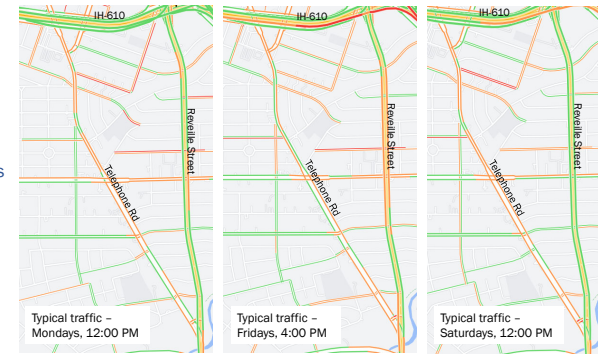 IH-610
Reveille Street
Telephone Rd
Typical traffic –
Mondays, 12:00 PM
IH-610
Reveille Street
Telephone Rd
Typical traffic –
Fridays, 4:00 PM
IH-610
Reveille Street
Telephone Rd
Typical traffic –
Saturdays, 12:00 PM